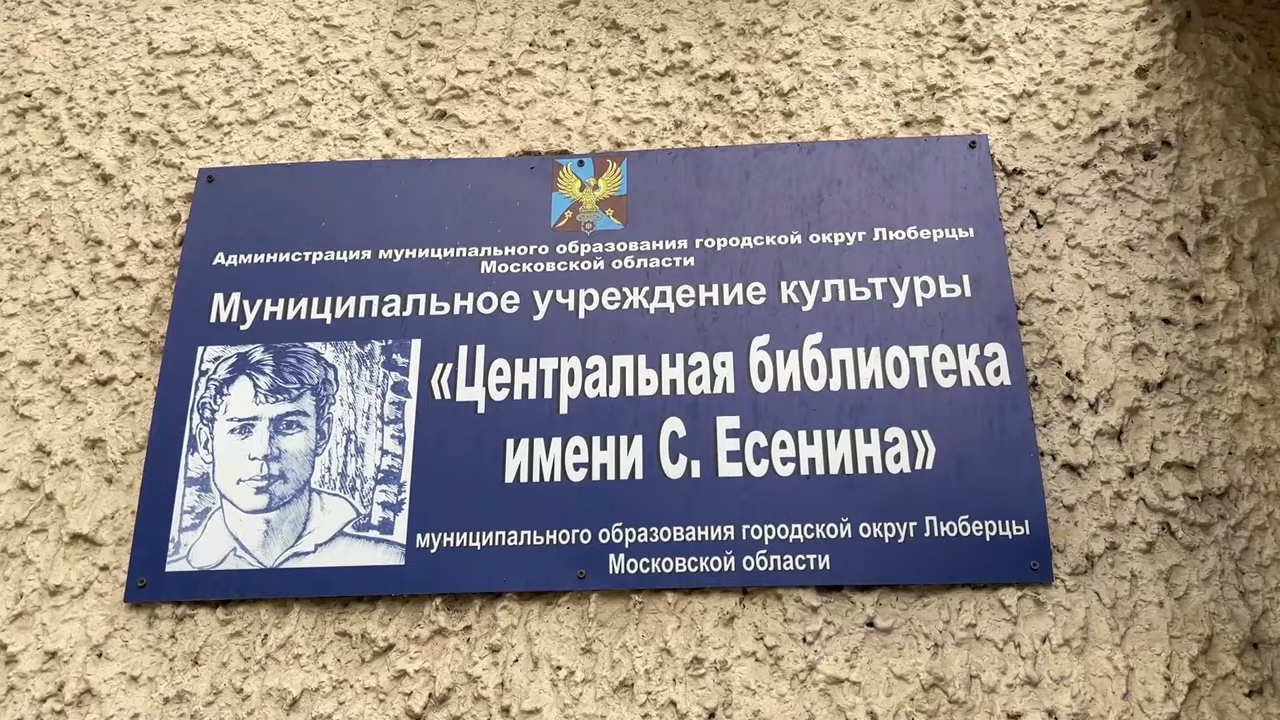 Администрация муниципального образования городской округ Люберцы
Московской области
Муниципальное учреждение культуры
«Центральная библиотека
имени С. Есенина»
муниципального образования городской округ Люберцы
Московской области